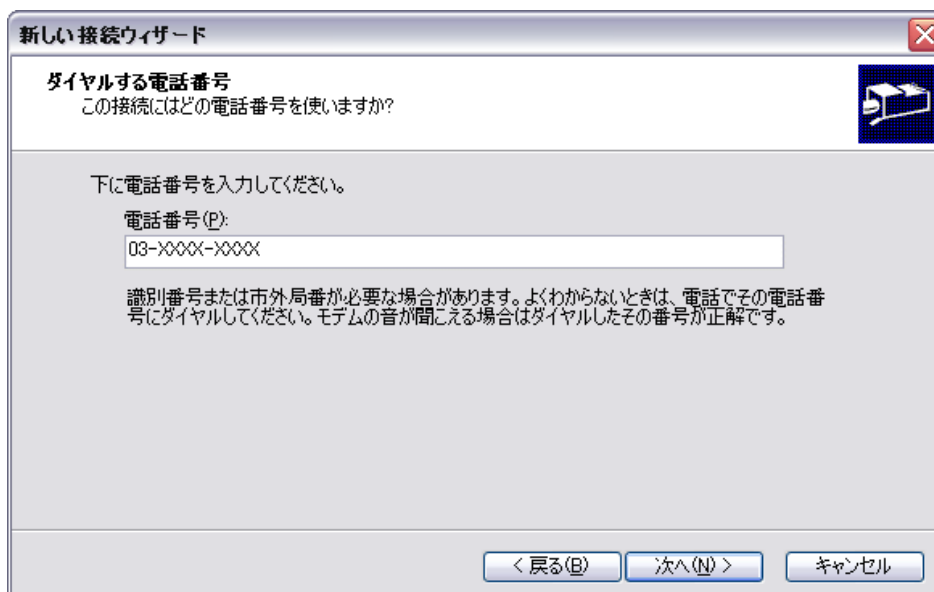 新しい接続ウィザード
ダイヤルする電話番号
この接続にはどの電話番号を使いますか?
下に電話番号を入力してください。
電話番号(P):
03-XXXX-XXXX
識別番号または市外局番が必要な場合があります。よくわからないときは、電話でその電話番
号にダイヤルしてください。モデムの音が聞こえる場合はダイヤルしたその番号が正解です。
< 戻る(B) 次へ(N) > キャンセル